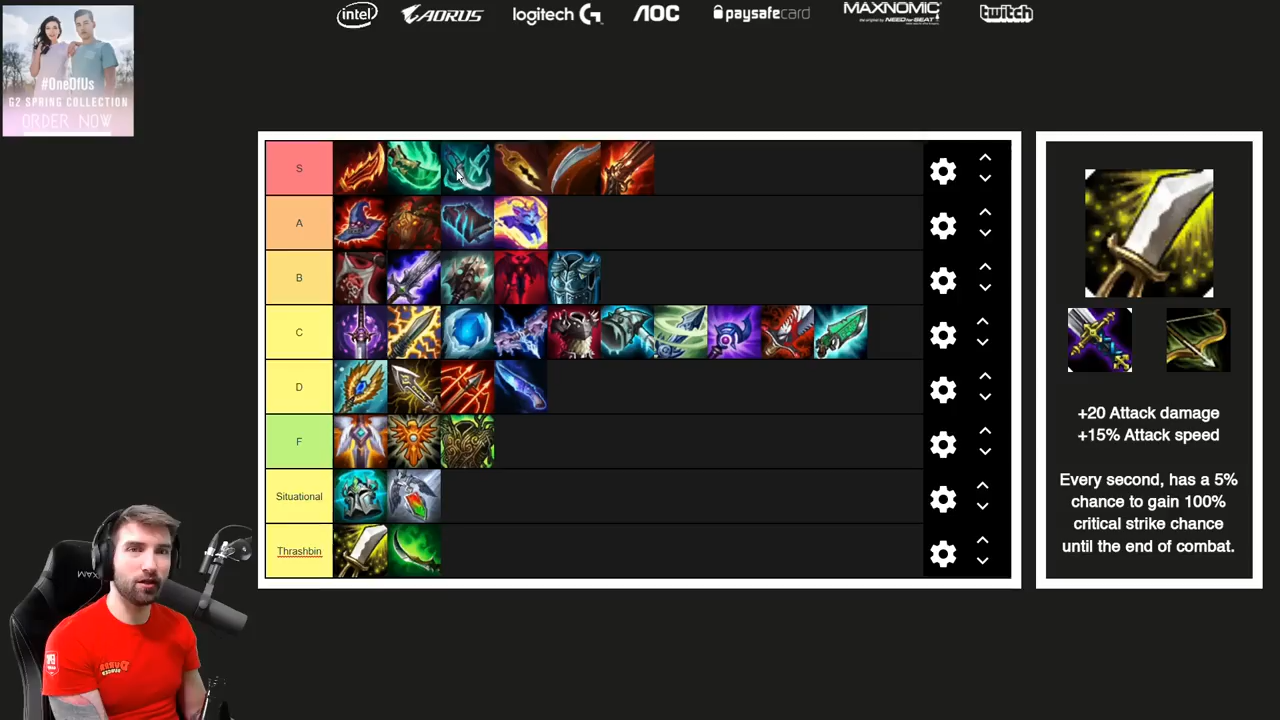 #OneOfUs
G2 SPRING COLLECTION
ORDER NOW
intel
AORUS
logitech G
AOC
paysafecard
MAXNOMIC
twitch
S
A
B
C
D
F
Situational
Thrashbin
+20 Attack damage
+15% Attack speed
Every second, has a 5%
chance to gain 100%
critical strike chance
until the end of combat.